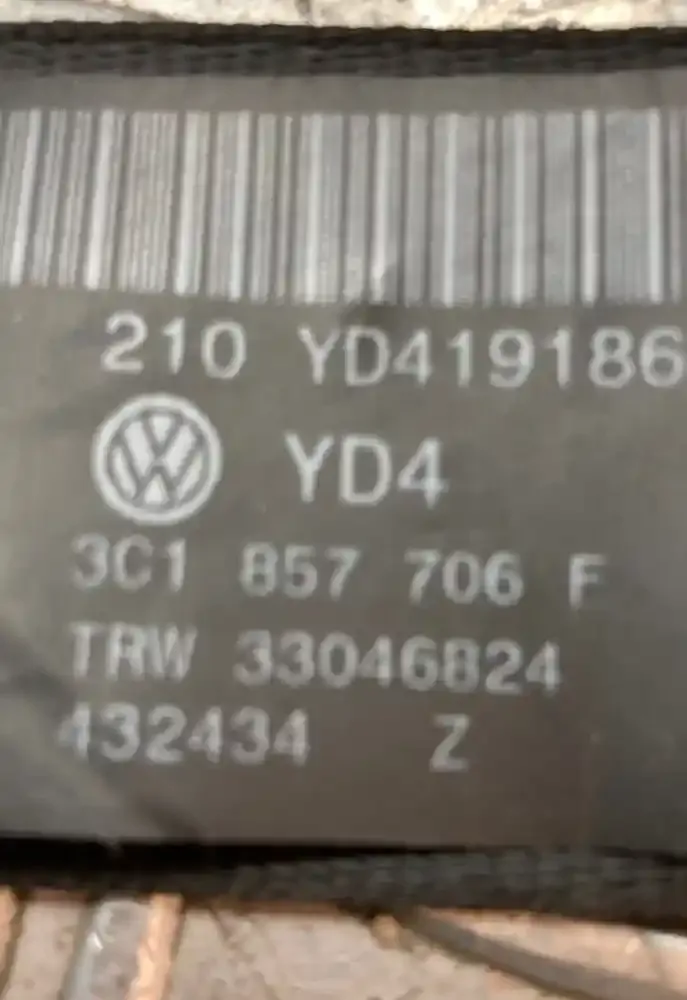 210 YD419186
YD4
3C1 857 706 F
TRW 33046824
432434 Z